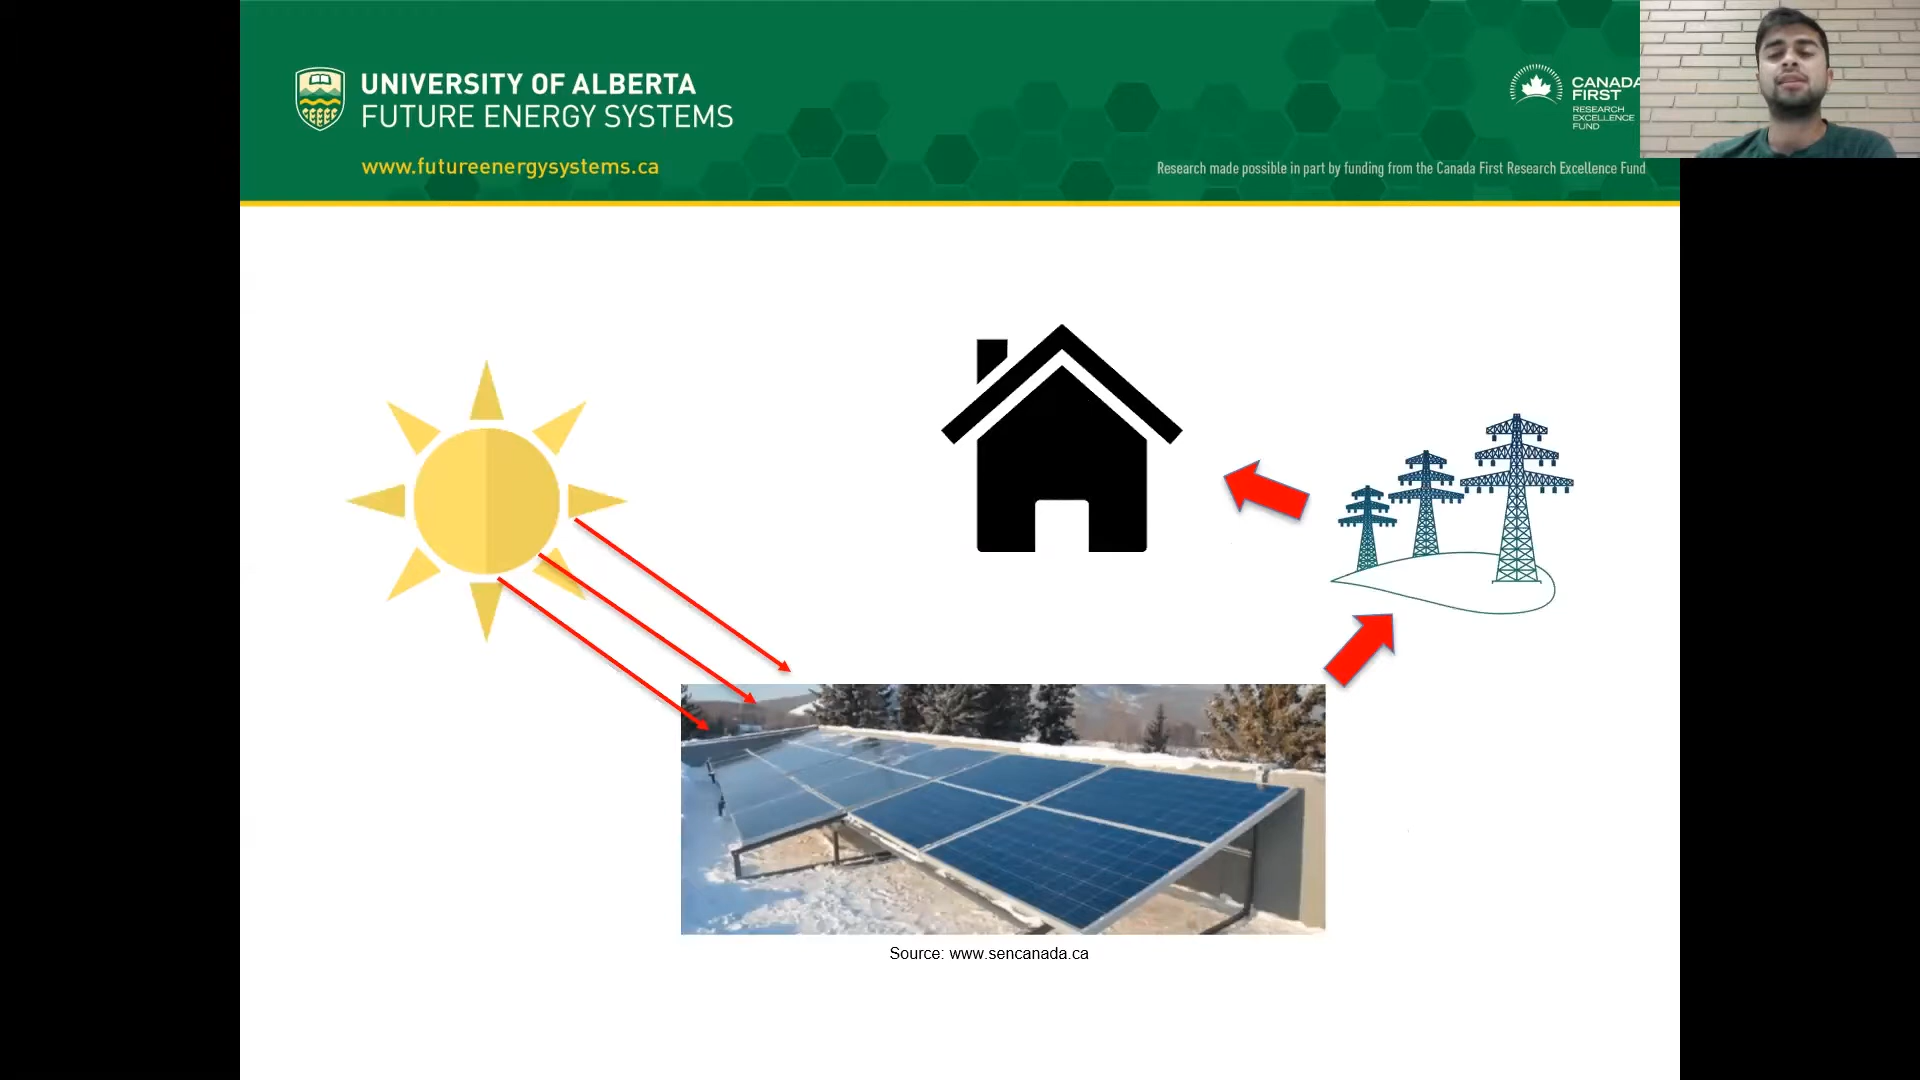 UNIVERSITY OF ALBERTA
FUTURE ENERGY SYSTEMS
www.futureenergysystems.ca
CANADA
FIRST
RESEARCH
EXCELLENCE
FUND
Research made possible in part by funding from the Canada First Research Excellence Fund
Source: www.sencanada.ca